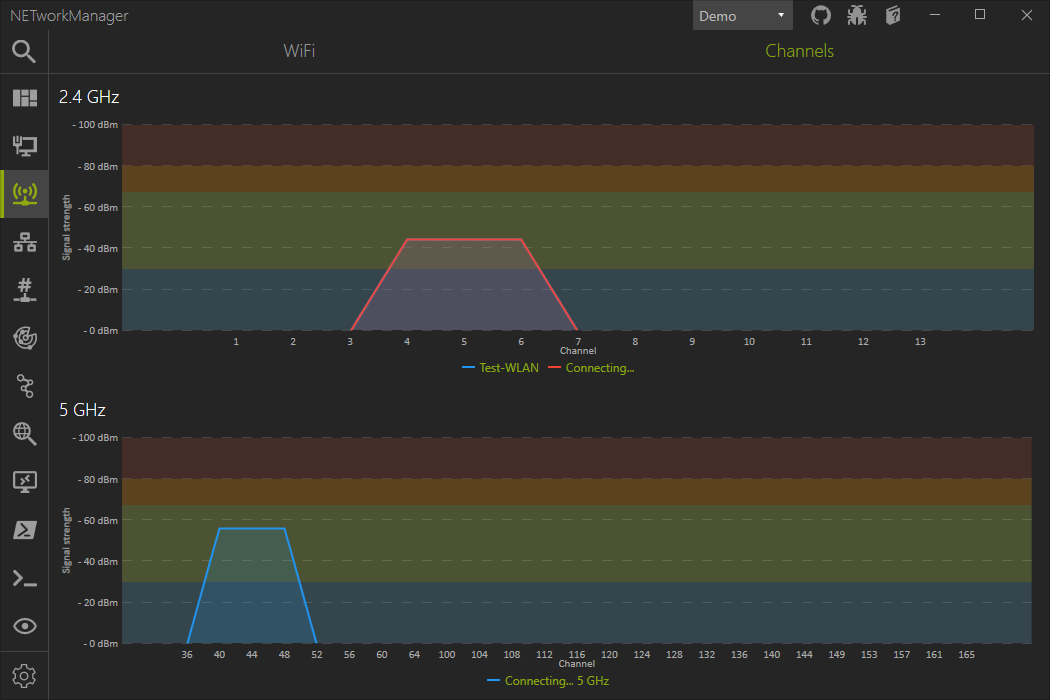 NETworkManager
Demo
WiFi
Channels
2.4 GHz
- 100 dBm
- 80 dBm
- 60 dBm
- 40 dBm
- 20 dBm
- 0 dBm
Signal strength
1 2 3 4 5 6 7 8 9 10 11 12 13
Channel
Test-WLAN Connecting...
5 GHz
- 100 dBm
- 80 dBm
- 60 dBm
- 40 dBm
- 20 dBm
- 0 dBm
Signal strength
36 40 44 48 52 56 60 64 100 104 108 112 116 120 124 128 132 136 140 144 149 153 157 161 165
Channel
Connecting... 5 GHz